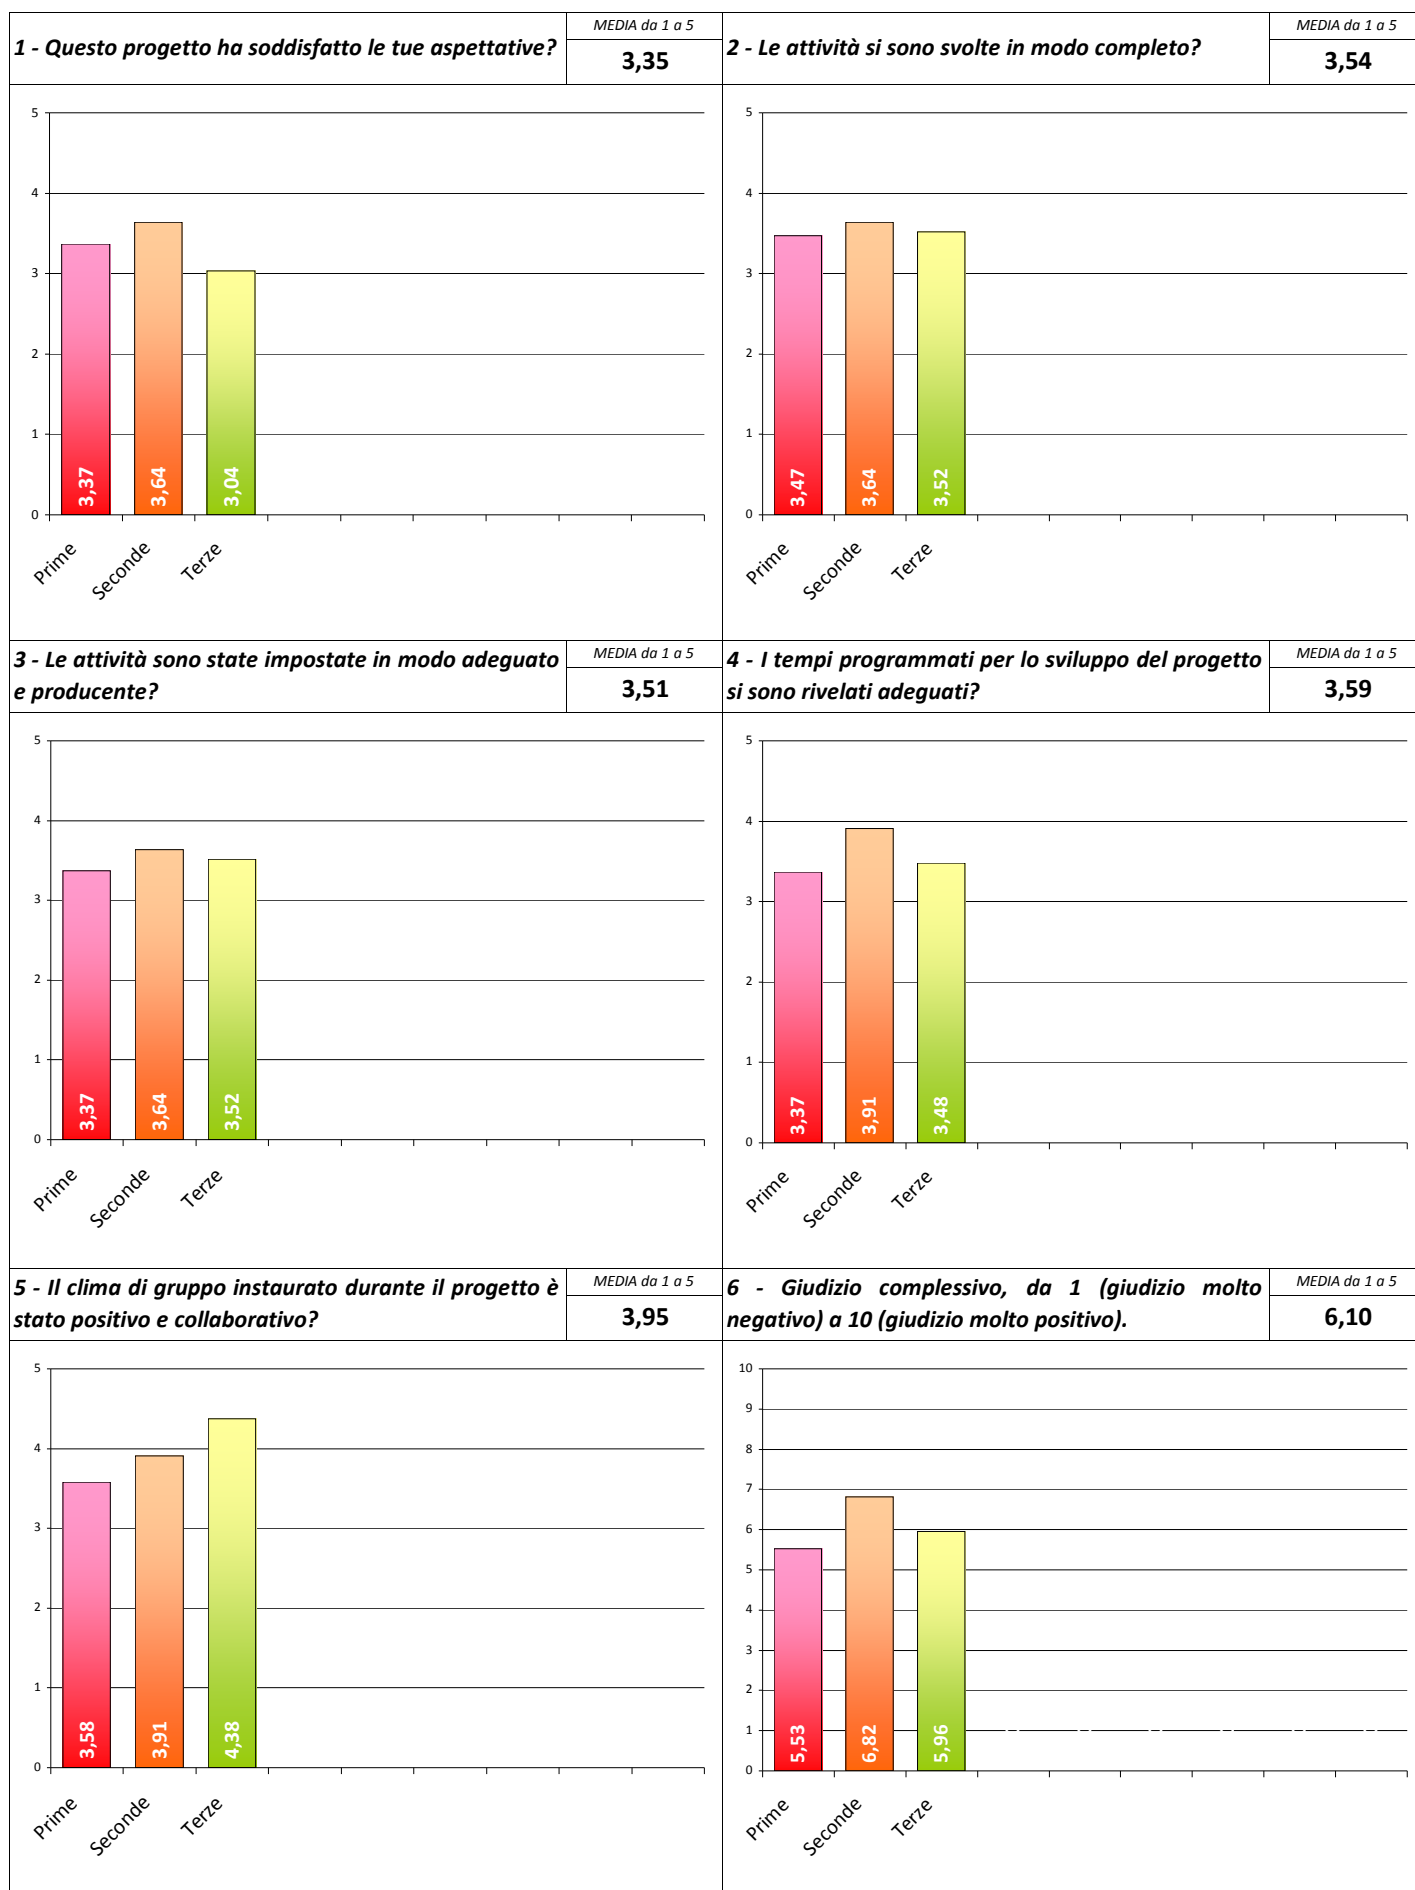 1 - Questo progetto ha soddisfatto le tue aspettative?
MEDIA da 1 a 5
3,35
5
4
3
2
1
0
3,37
3,64
3,04
Prime
Seconde
Terze
2 - Le attività si sono svolte in modo completo?
MEDIA da 1 a 5
3,54
5
4
3
2
1
0
3,47
3,64
3,52
Prime
Seconde
Terze
3 - Le attività sono state impostate in modo adeguato
e producente?
MEDIA da 1 a 5
3,51
5
4
3
2
1
0
3,37
3,64
3,52
Prime
Seconde
Terze
4 - I tempi programmati per lo sviluppo del progetto
si sono rivelati adeguati?
MEDIA da 1 a 5
3,59
5
4
3
2
1
0
3,37
3,91
3,48
Prime
Seconde
Terze
5 - Il clima di gruppo instaurato durante il progetto è
stato positivo e collaborativo?
MEDIA da 1 a 5
3,95
5
4
3
2
1
0
3,58
3,91
4,38
Prime
Seconde
Terze
6 - Giudizio complessivo, da 1 (giudizio molto
negativo) a 10 (giudizio molto positivo).
MEDIA da 1 a 5
6,10
10
9
8
7
6
5
4
3
2
1
0
5,53
6,82
5,96
Prime
Seconde
Terze